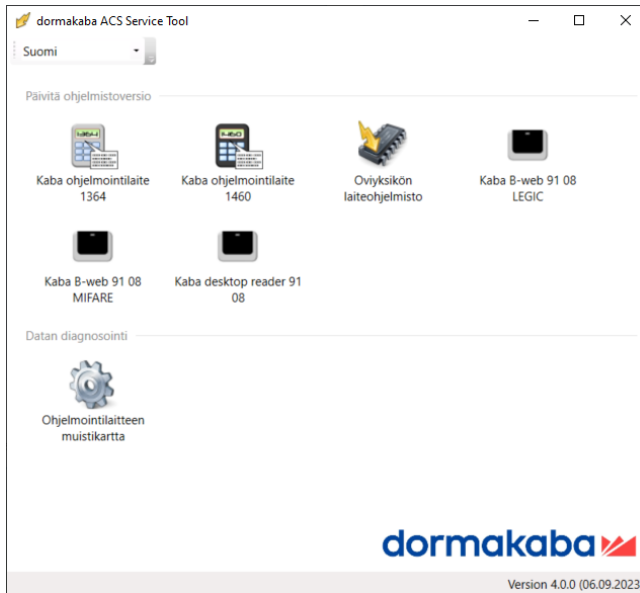 dormakaba ACS Service Tool
Suomi
Päivitä ohjelmistoversio
Kaba ohjelmointilaite
1364
Kaba ohjelmointilaite
1460
Oviyksikön
laiteohjelmisto
Kaba B-web 91 08
LEGIC
Kaba B-web 91 08
MIFARE
Kaba desktop reader 91
08
Datan diagnosointi
Ohjelmointilaitteen
muistikartta
dormakaba
Version 4.0.0 (06.09.2023